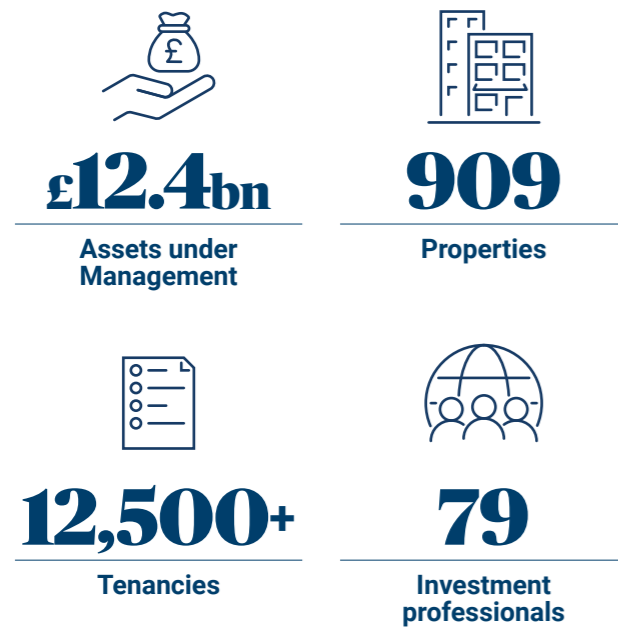 £
£12.4bn
Assets under
Management
909
Properties
12,500+
Tenancies
79
Investment
professionals